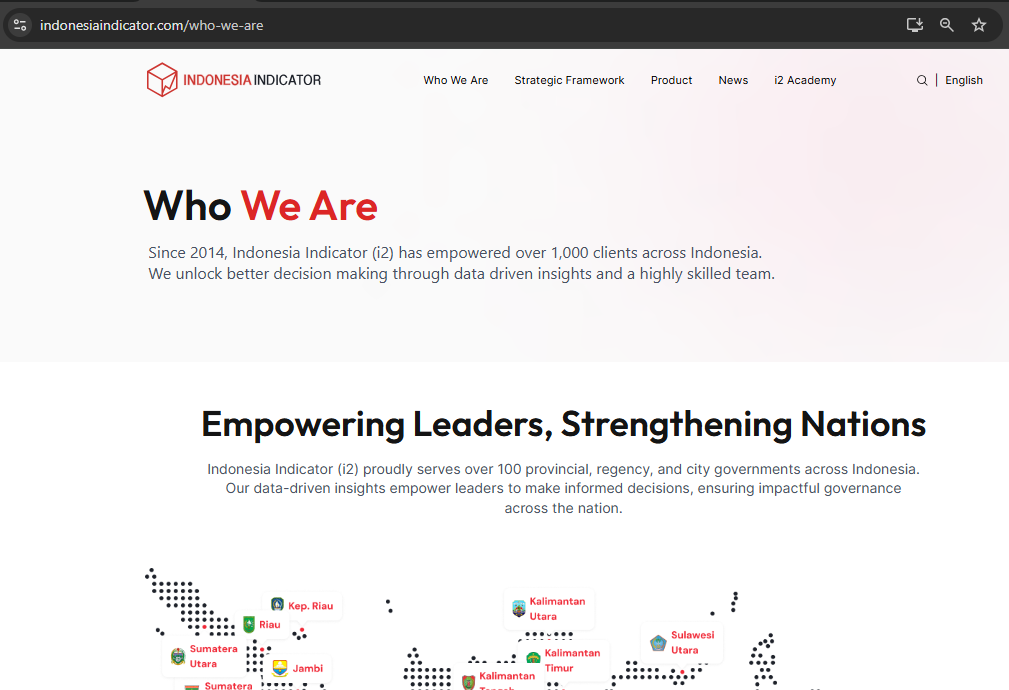 indonesiaindicator.com/who-we-are
INDONESIA INDICATOR
Who We Are
Strategic Framework
Product
News
i2 Academy
English
Who We Are
Since 2014, Indonesia Indicator (i2) has empowered over 1,000 clients across Indonesia.
We unlock better decision making through data driven insights and a highly skilled team.
Empowering Leaders, Strengthening Nations
Indonesia Indicator (i2) proudly serves over 100 provincial, regency, and city governments across Indonesia.
Our data-driven insights empower leaders to make informed decisions, ensuring impactful governance
across the nation.
Kep. Riau
Riau
Sumatera
Utara
Jambi
Sumatera
Kalimantan
Utara
Kalimantan
Timur
Kalimantan
Tengah
Sulawesi
Utara